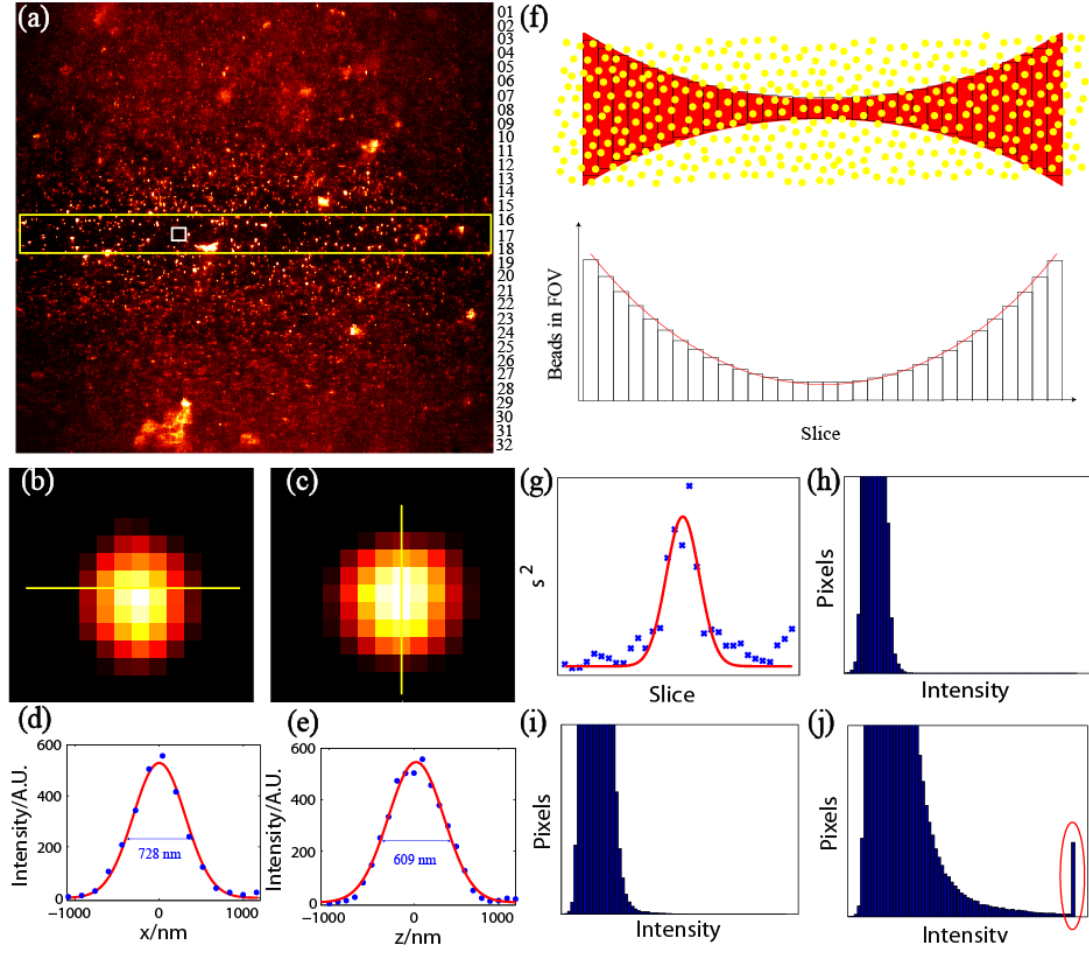 (a)
01
02
03
04
05
06
07
08
09
10
11
12
13
14
15
16
17
18
19
20
21
22
23
24
25
26
27
28
29
30
31
32
(f)
Beads in FOV
Slice
(b)
(c)
(g)
s 2
Slice
(h)
Pixels
Intensity
(d)
600
400
200
0
Intensity/A.U.
728 nm
−1000
0
1000
x/nm
(e)
600
400
200
0
Intensity/A.U.
609 nm
−1000
0
1000
z/nm
(i)
Pixels
Intensity
(j)
Pixels
Intensity